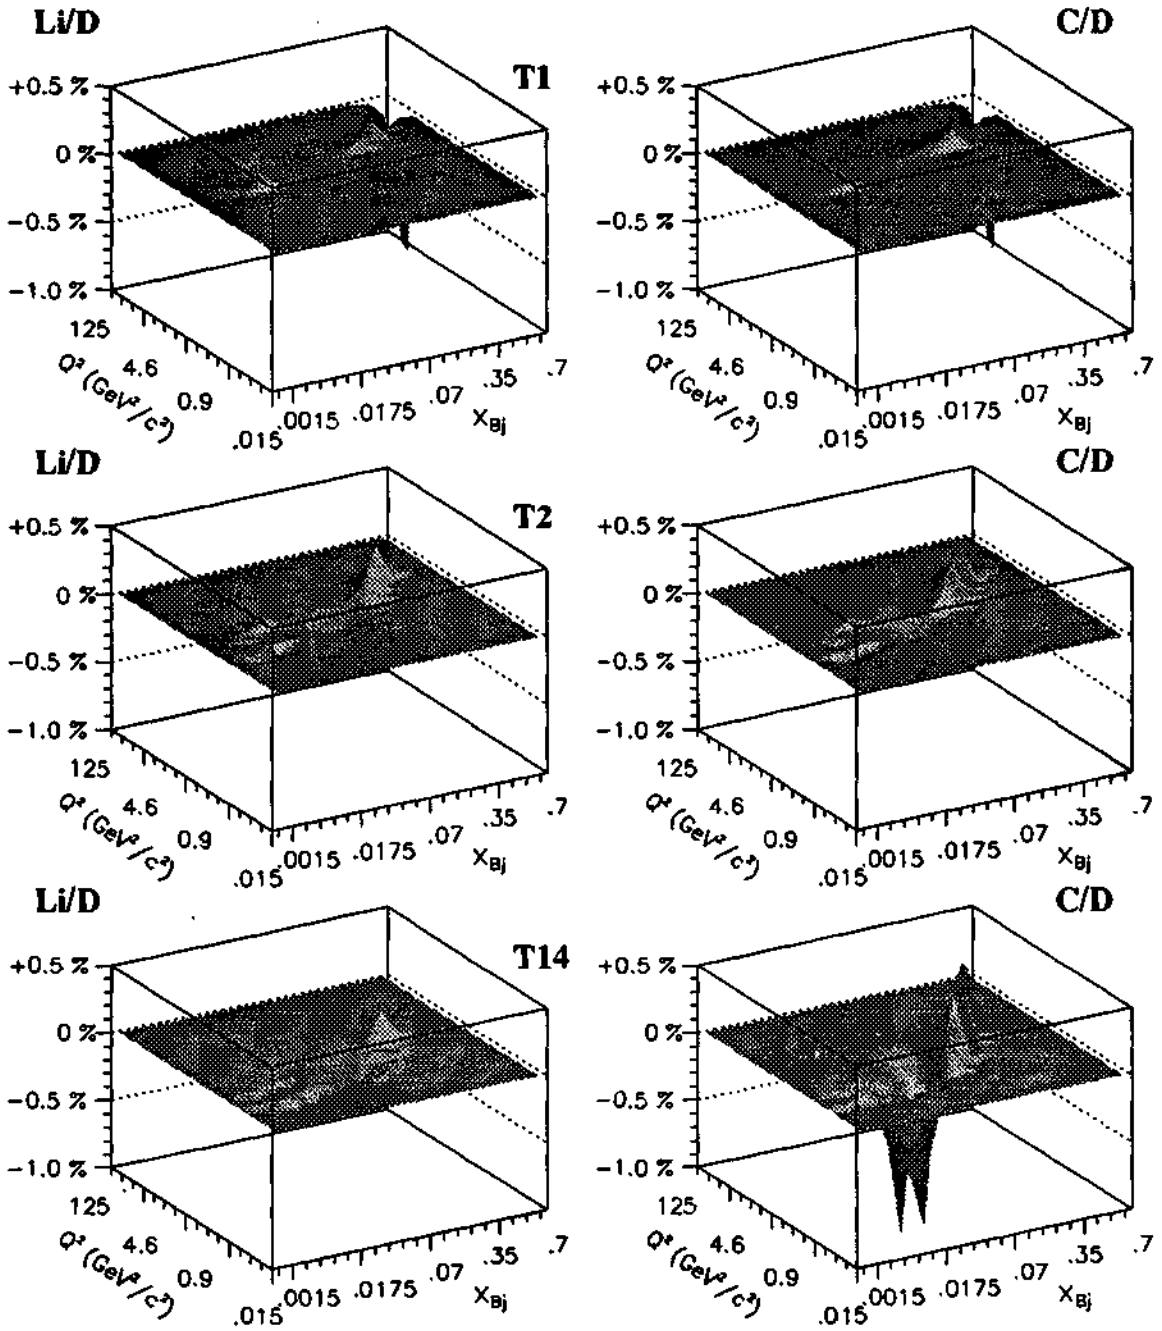 Li/D
C/D
T1
+0.5 %
0 %
−0.5 %
−1.0 %
125
4.6
0.9
.015
Q² (GeV²/c²)
.0015 .0175 .07 .35 .7
X_Bj
+0.5 %
0 %
−0.5 %
−1.0 %
125
4.6
0.9
.015
Q² (GeV²/c²)
.0015 .0175 .07 .35 .7
X_Bj
Li/D
C/D
T2
+0.5 %
0 %
−0.5 %
−1.0 %
125
4.6
0.9
.015
Q² (GeV²/c²)
.0015 .0175 .07 .35 .7
X_Bj
+0.5 %
0 %
−0.5 %
−1.0 %
125
4.6
0.9
.015
Q² (GeV²/c²)
.0015 .0175 .07 .35 .7
X_Bj
Li/D
C/D
T14
+0.5 %
0 %
−0.5 %
−1.0 %
125
4.6
0.9
.015
Q² (GeV²/c²)
.0015 .0175 .07 .35 .7
X_Bj
+0.5 %
0 %
−0.5 %
−1.0 %
125
4.6
0.9
.015
Q² (GeV²/c²)
.0015 .0175 .07 .35 .7
X_Bj